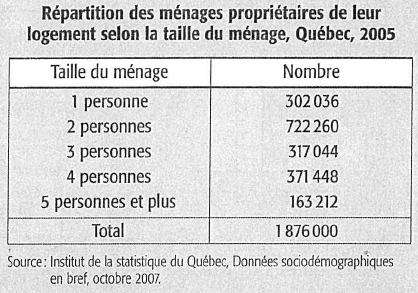 Répartition des ménages propriétaires de leur
logement selon la taille du ménage, Québec, 2005
Taille du ménage Nombre
1 personne 302 036
2 personnes 722 260
3 personnes 317 044
4 personnes 371 448
5 personnes et plus 163 212
Total 1 876 000
Source: Institut de la statistique du Québec, Données sociodémographiques
en bref, octobre 2007.